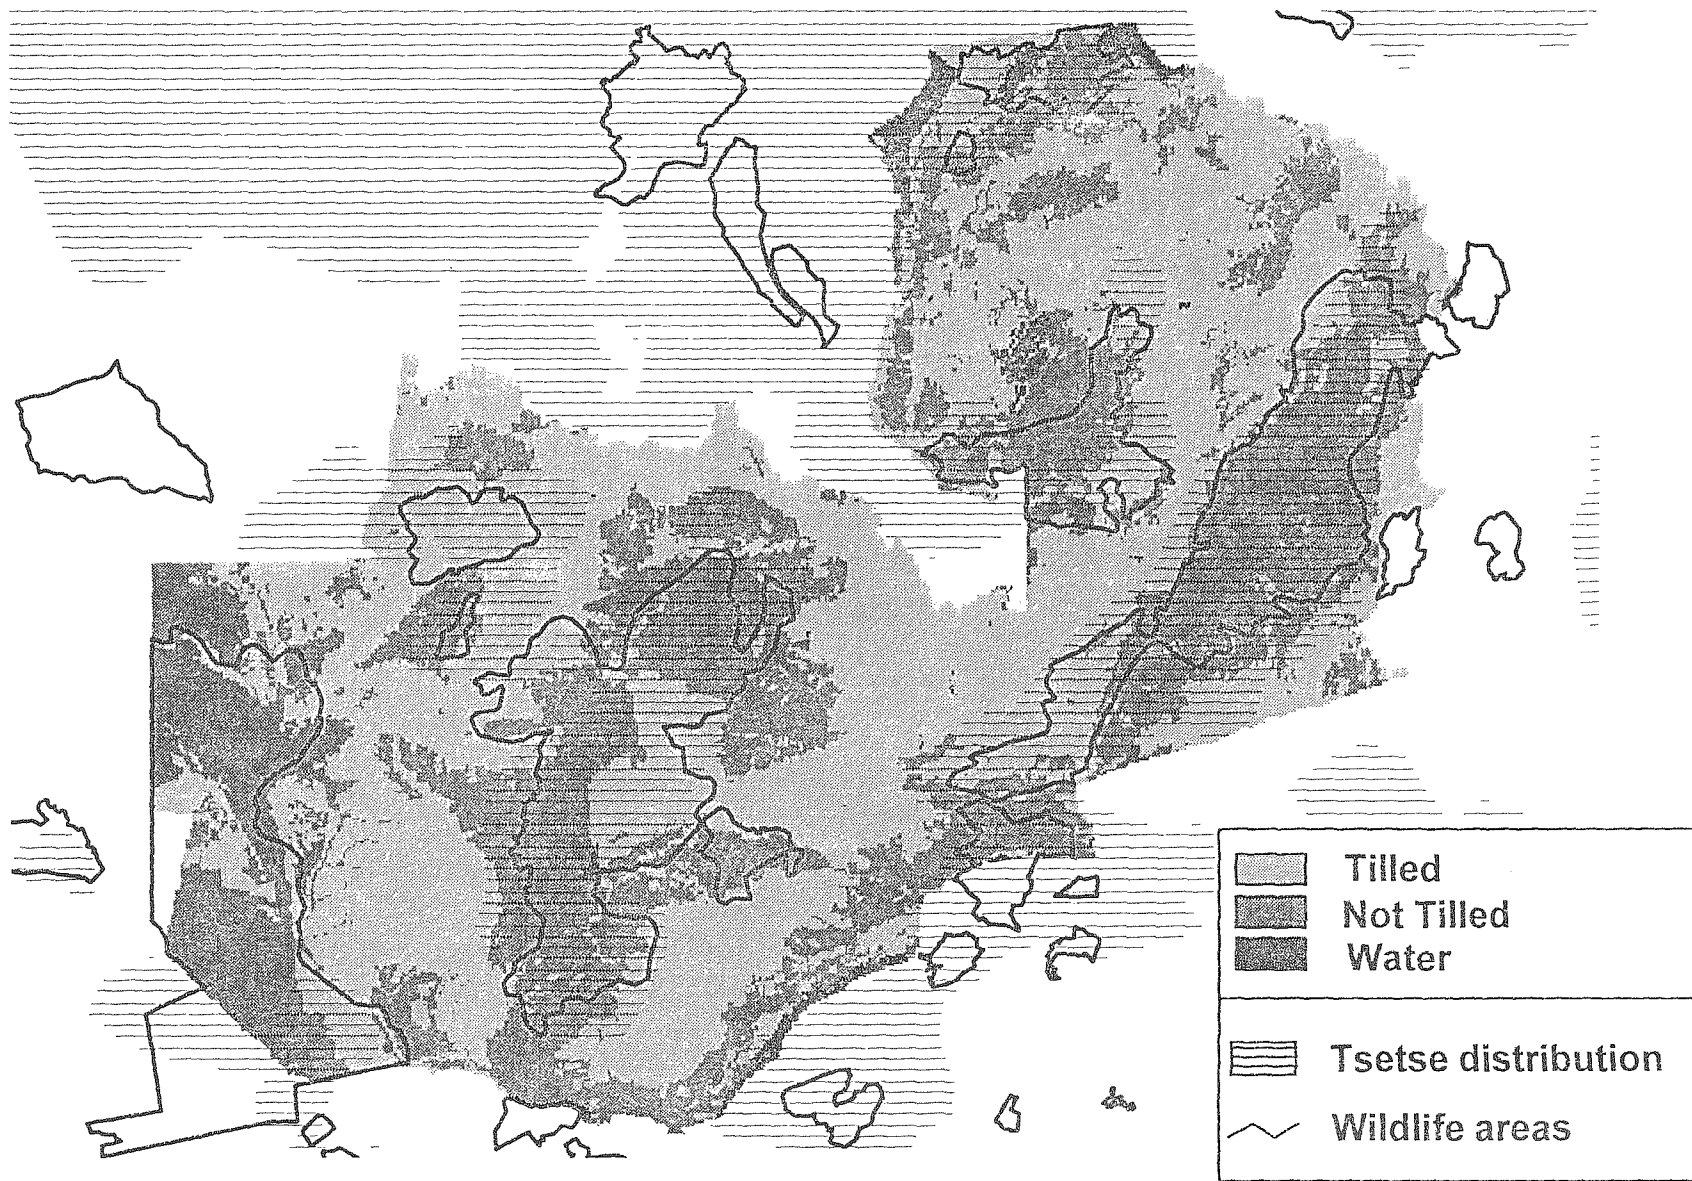 Tilled
Not Tilled
Water
Tsetse distribution
Wildlife areas